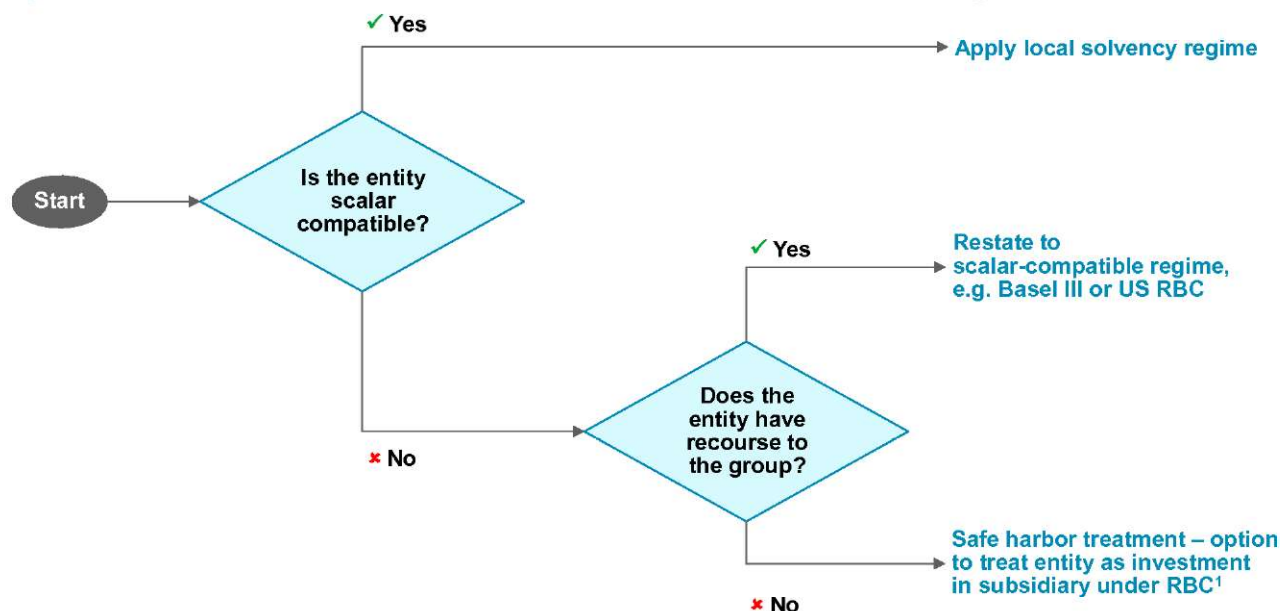 ✓ Yes
Apply local solvency regime
Start
Is the entity
scalar
compatible?
✓ Yes
Restate to
scalar-compatible regime,
e.g. Basel III or US RBC
Does the
entity have
recourse to
the group?
✘ No
Safe harbor treatment – option
to treat entity as investment
in subsidiary under RBC¹
✘ No